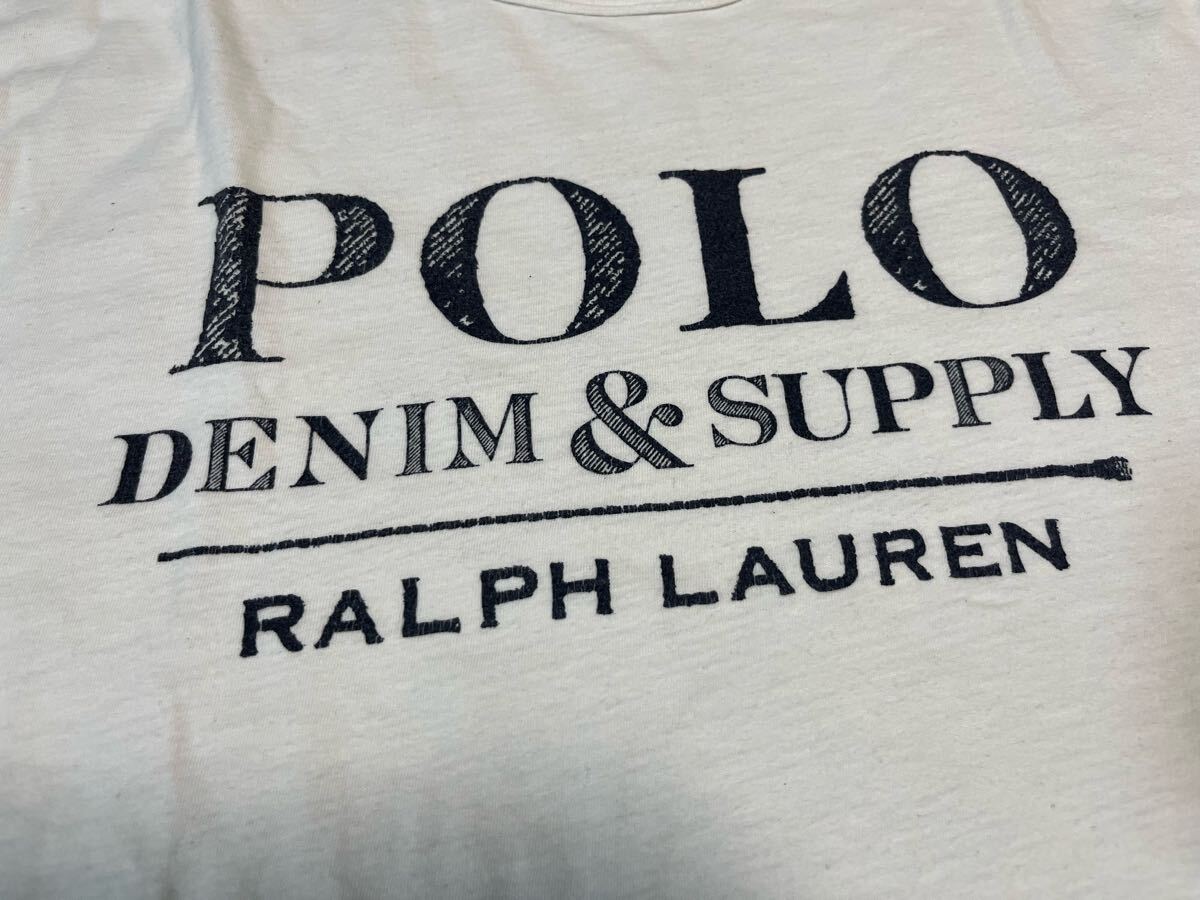 POLO
DENIM & SUPPLY
RALPH LAUREN